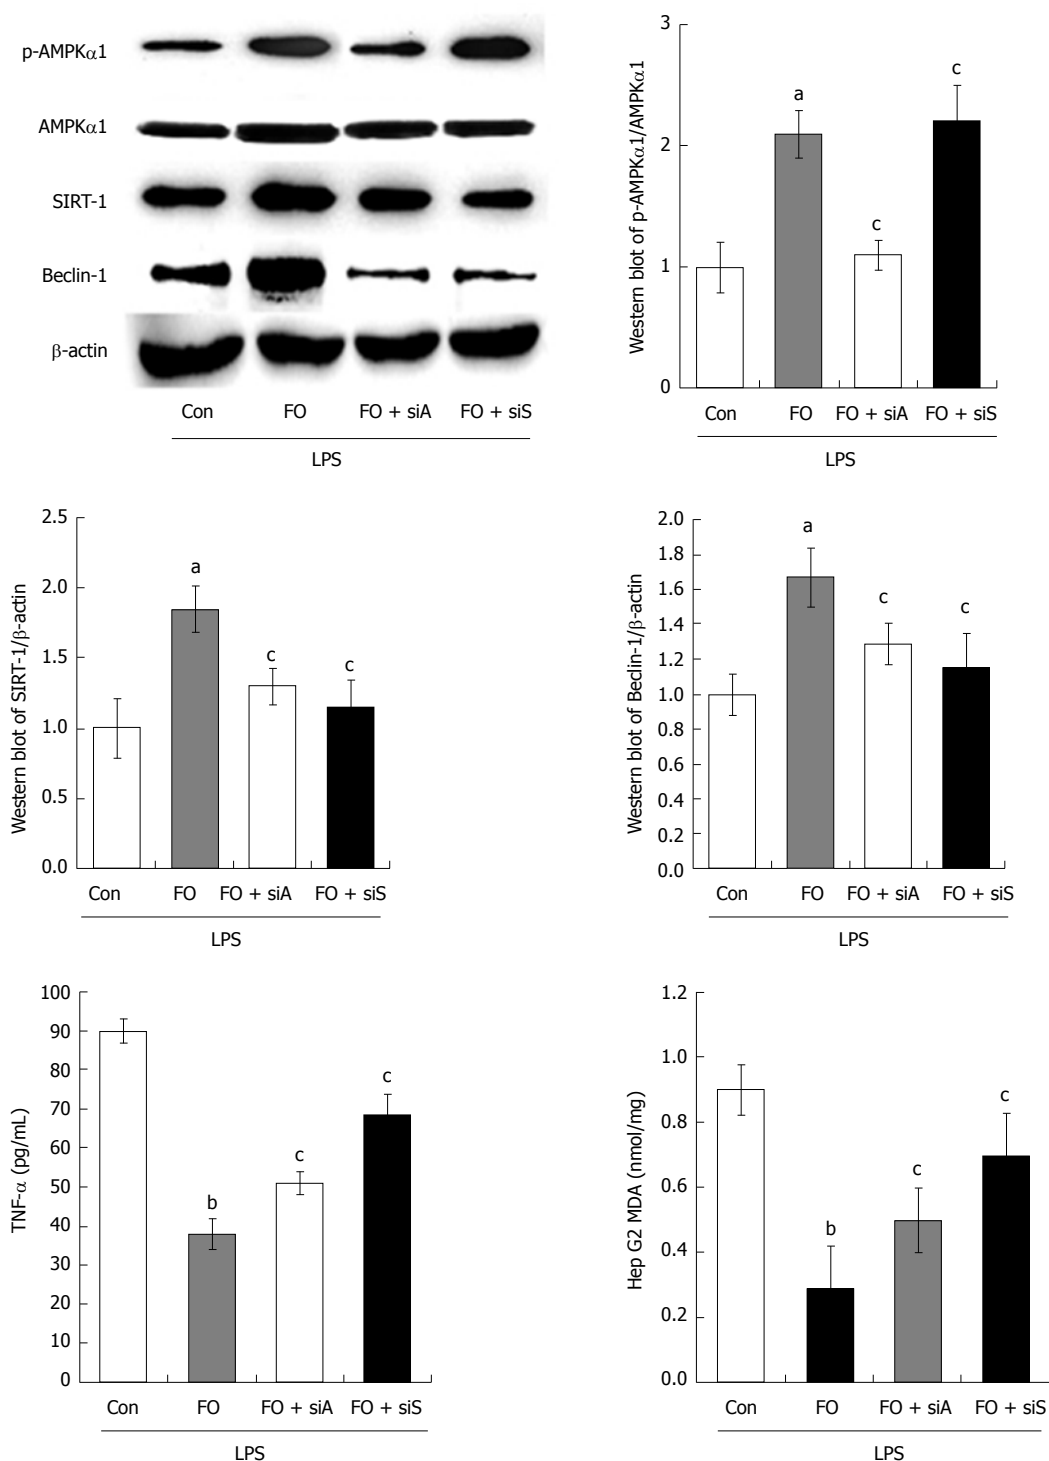 p-AMPKα1
AMPKα1
SIRT-1
Beclin-1
β-actin
Con FO FO + siA FO + siS
LPS
Western blot of p-AMPKα1/AMPKα1
3
2
1
0
a
c
c
Con FO FO + siA FO + siS
LPS
Western blot of SIRT-1/β-actin
2.5
2.0
1.5
1.0
0.5
0.0
a
c
c
Con FO FO + siA FO + siS
LPS
Western blot of Beclin-1/β-actin
2.0
1.8
1.6
1.4
1.2
1.0
0.8
0.6
0.4
0.2
0.0
a
c
c
Con FO FO + siA FO + siS
LPS
TNF-α (pg/mL)
100
90
80
70
60
50
40
30
20
10
0
b
c
c
Con FO FO + siA FO + siS
LPS
Hep G2 MDA (nmol/mg)
1.2
1.0
0.8
0.6
0.4
0.2
0.0
b
c
c
Con FO FO + siA FO + siS
LPS